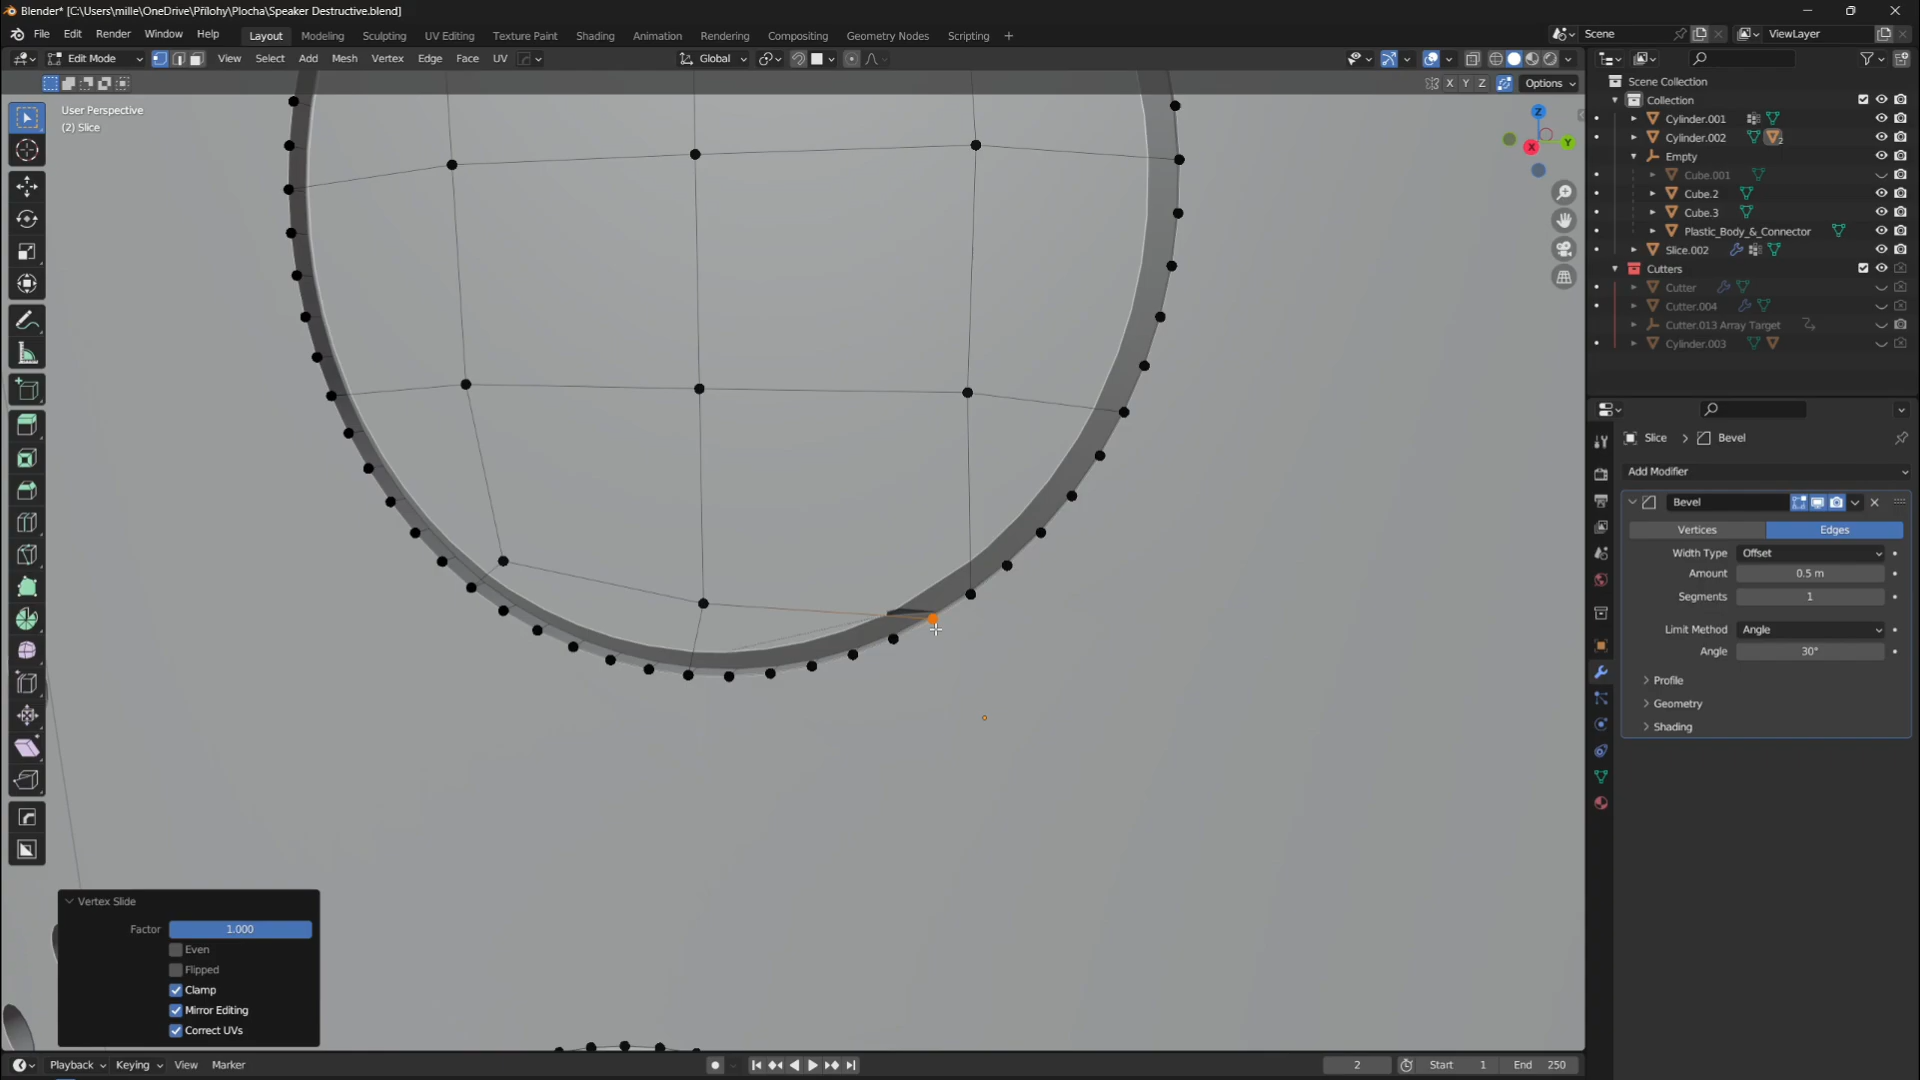 Blender* [C:\Users\mille\OneDrive\Přílohy\Plocha\Speaker Destructive.blend]
File Edit Render Window Help Layout Modeling Sculpting UV Editing Texture Paint Shading Animation Rendering Compositing Geometry Nodes Scripting + Scene ViewLayer
Edit Mode View Select Add Mesh Vertex Edge Face UV Global
X Y Z Options
User Perspective
(2) Slice
Z
Y
X
Scene Collection
Collection
Cylinder.001
Cylinder.002 2
Empty
Cube.001
Cube.2
Cube.3
Plastic_Body_&_Connector
Slice.002
Cutters
Cutter
Cutter.004
Cutter.013 Array Target
Cylinder.003
Slice > Bevel
Add Modifier
Bevel
Vertices Edges
Width Type Offset
Amount 0.5 m
Segments 1
Limit Method Angle
Angle 30°
Profile
Geometry
Shading
Vertex Slide
Factor 1.000
Even
Flipped
Clamp
Mirror Editing
Correct UVs
Playback Keying View Marker 2 Start 1 End 250